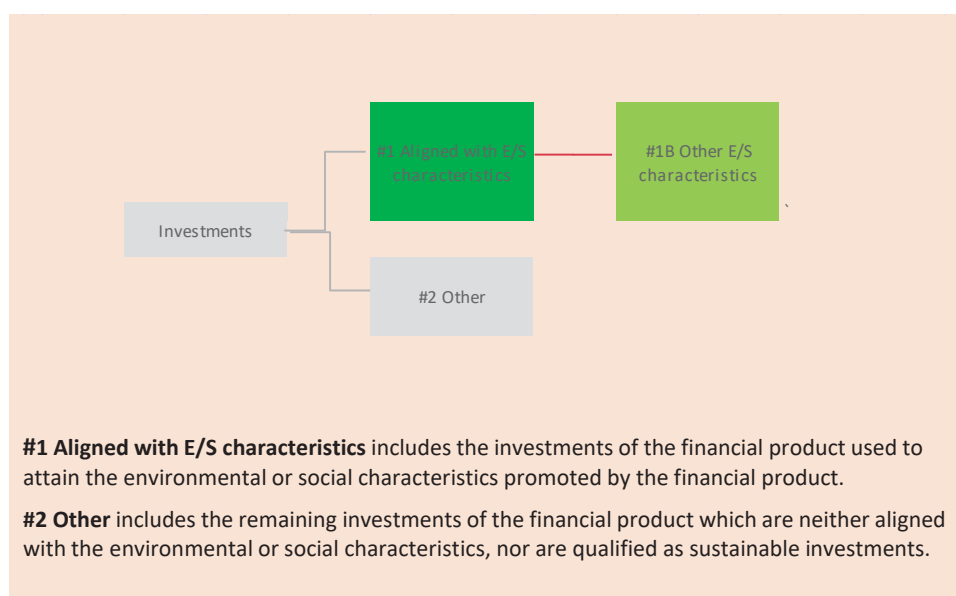 #1 Aligned with E/S
characteristics
#1B Other E/S
characteristics
`
Investments
#2 Other
#1 Aligned with E/S characteristics includes the investments of the financial product used to
attain the environmental or social characteristics promoted by the financial product.
#2 Other includes the remaining investments of the financial product which are neither aligned
with the environmental or social characteristics, nor are qualified as sustainable investments.